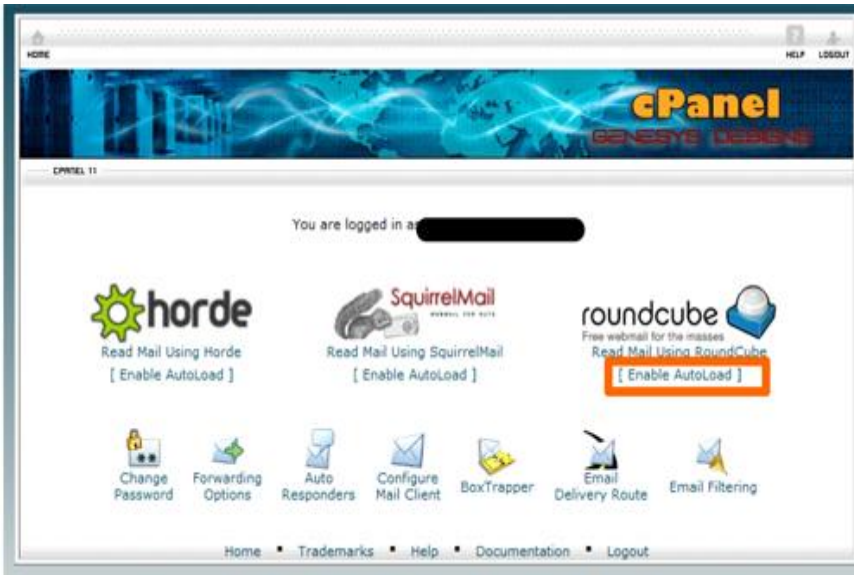 HOME
HELP LOGOUT
cPanel
GENESYS DESIGNS
CPANEL 11
You are logged in as
horde
SquirrelMail
WEBMAIL FOR NUTS
roundcube
Free webmail for the masses
Read Mail Using Horde
Read Mail Using SquirrelMail
Read Mail Using RoundCube
[ Enable AutoLoad ]
[ Enable AutoLoad ]
[ Enable AutoLoad ]
Change Password
Forwarding Options
Auto Responders
Configure Mail Client
BoxTrapper
Email Delivery Route
Email Filtering
Home ▪ Trademarks ▪ Help ▪ Documentation ▪ Logout